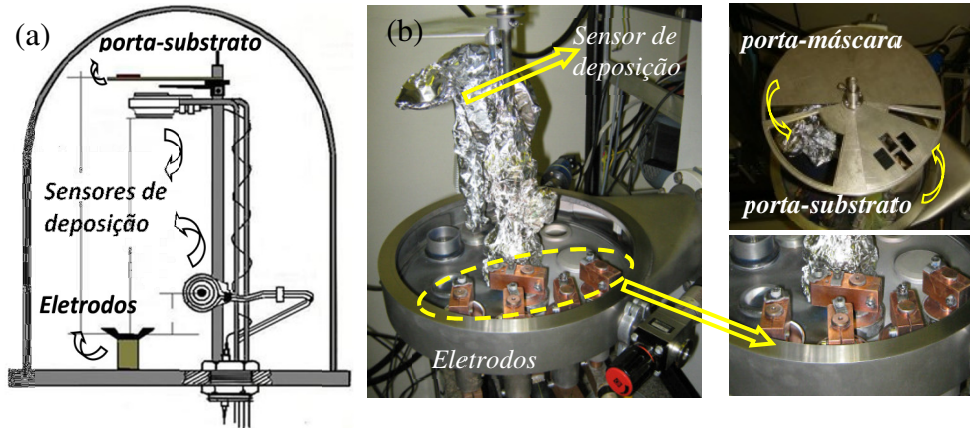 (a)
porta-substrato
Sensores de
deposição
Eletrodos
(b)
Sensor de
deposição
Eletrodos
porta-máscara
porta-substrato